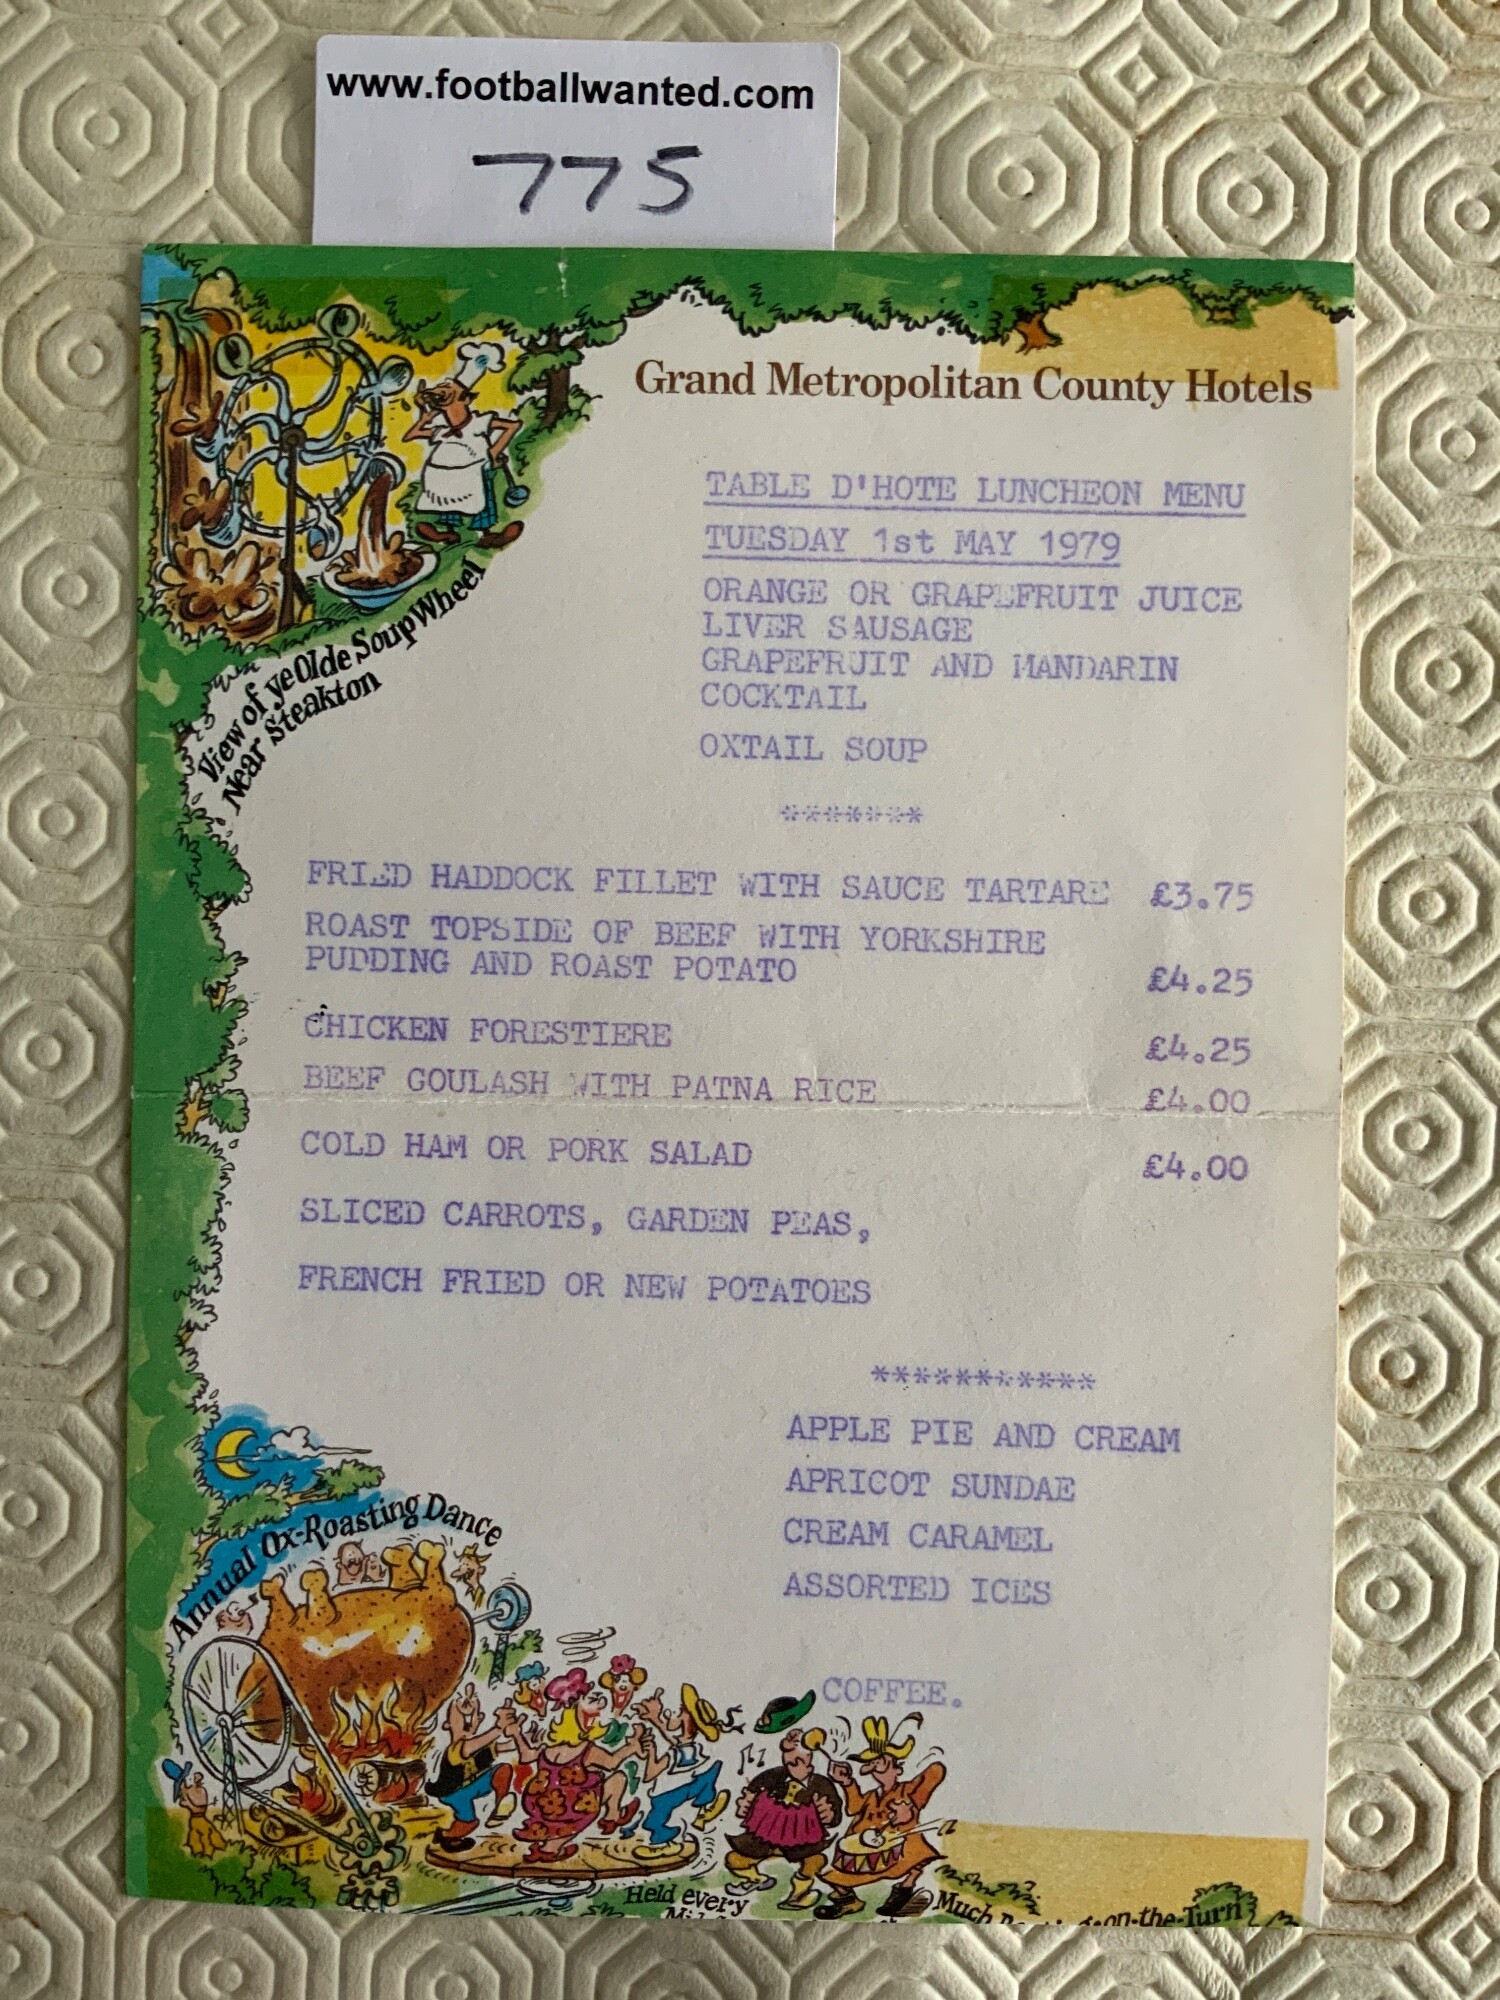 www.footballwanted.com
775
Grand Metropolitan County Hotels
TABLE D'HOTE LUNCHEON MENU
TUESDAY 1st MAY 1979
ORANGE OR GRAPEFRUIT JUICE
LIVER SAUSAGE
GRAPEFRUIT AND MANDARIN
COCKTAIL
OXTAIL SOUP
*******
View of ye Olde Soup Wheel
Near Steakton
FRIED HADDOCK FILLET WITH SAUCE TARTARE £3.75
ROAST TOPSIDE OF BEEF WITH YORKSHIRE
PUDDING AND ROAST POTATO £4.25
CHICKEN FORESTIERE £4.25
BEEF GOULASH WITH PATNA RICE £4.00
COLD HAM OR PORK SALAD £4.00
SLICED CARROTS, GARDEN PEAS,
FRENCH FRIED OR NEW POTATOES
***********
APPLE PIE AND CREAM
APRICOT SUNDAE
CREAM CARAMEL
ASSORTED ICES
COFFEE.
Annual Ox-Roasting Dance
Held every
Much on-the-Turn